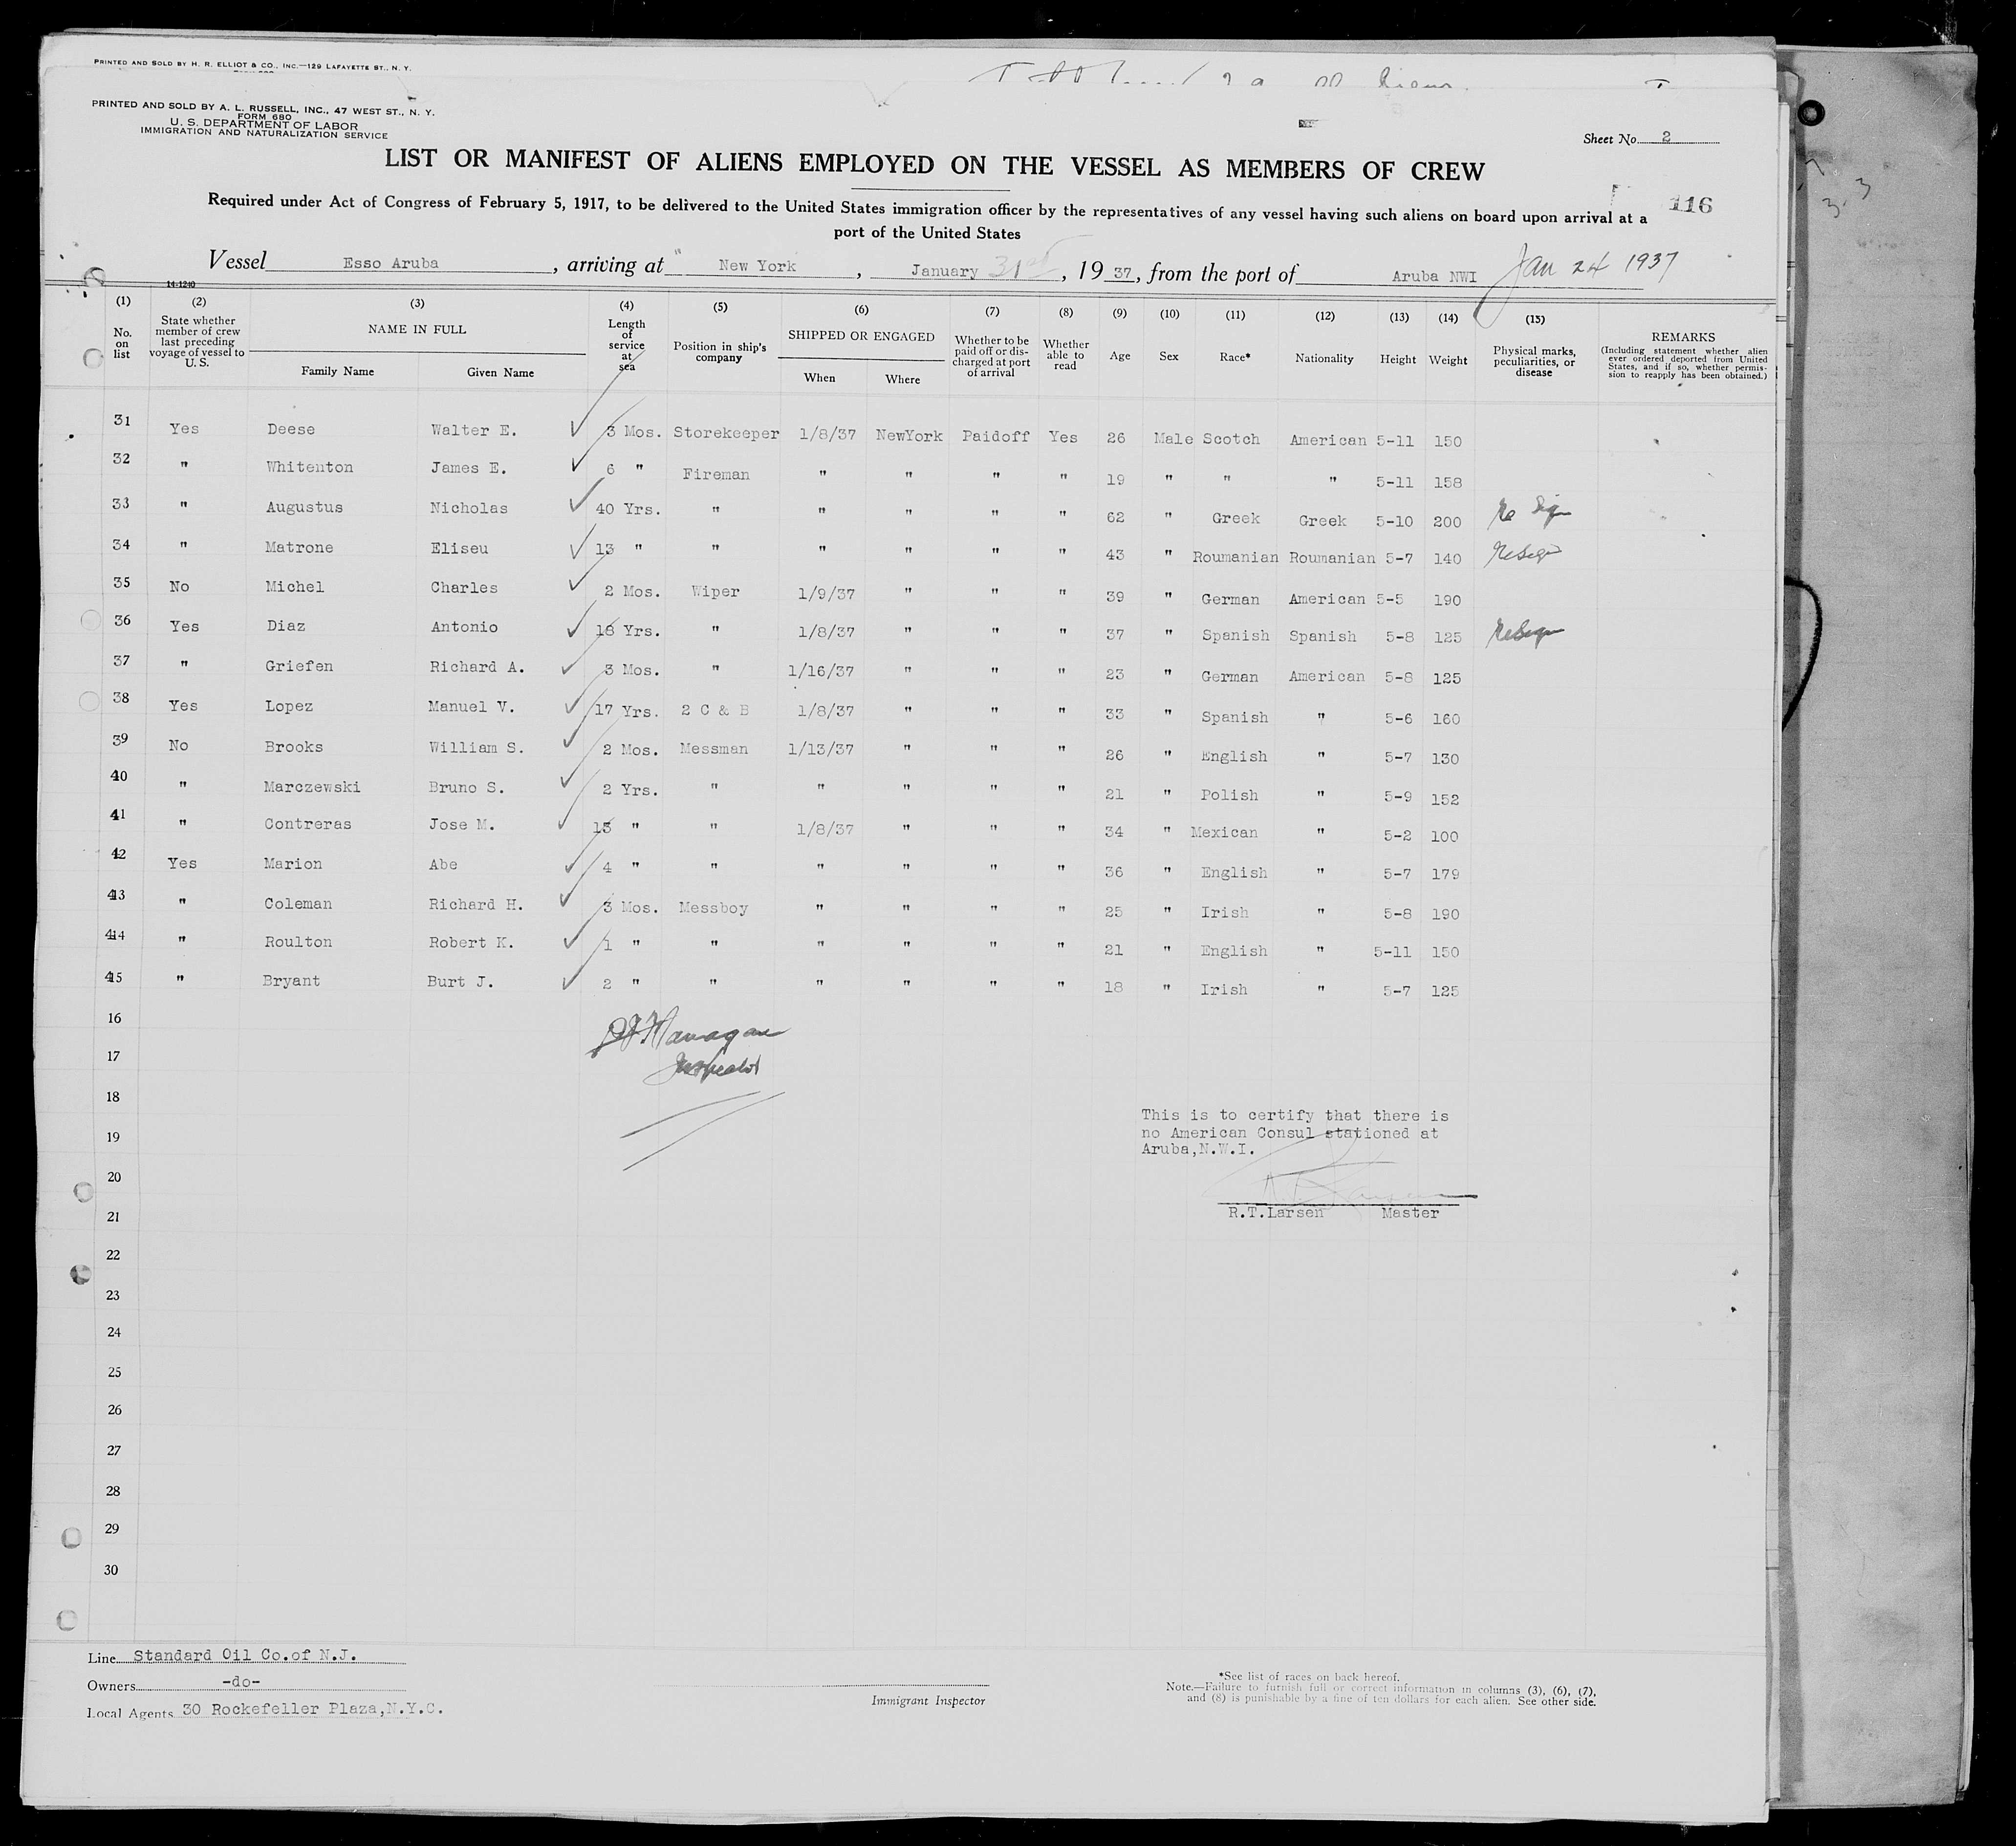 PRINTED AND SOLD BY H. R. ELLIOT & CO., INC.—129 LAFAYETTE ST., N. Y.
PRINTED AND SOLD BY A. L. RUSSELL, INC., 47 WEST ST., N. Y.
FORM 680
U. S. DEPARTMENT OF LABOR
IMMIGRATION AND NATURALIZATION SERVICE
Sheet No. 2
LIST OR MANIFEST OF ALIENS EMPLOYED ON THE VESSEL AS MEMBERS OF CREW
116
Required under Act of Congress of February 5, 1917, to be delivered to the United States immigration officer by the representatives of any vessel having such aliens on board upon arrival at a
port of the United States
Vessel Esso Aruba, arriving at New York, January 31st, 1937, from the port of Aruba NWI Jan 24 1937
14-1240
(1) (2) (3) (4) (5) (6) (7) (8) (9) (10) (11) (12) (13) (14) (15)
No. on list
State whether member of crew last preceding voyage of vessel to U. S.
NAME IN FULL
Family Name Given Name
Length of service at sea
Position in ship's company
SHIPPED OR ENGAGED
When Where
Whether to be paid off or discharged at port of arrival
Whether able to read
Age Sex Race* Nationality Height Weight
Physical marks, peculiarities, or disease
REMARKS
(Including statement whether alien ever ordered deported from United States, and if so, whether permission to reapply has been obtained.)
31 Yes Deese Walter E. 3 Mos. Storekeeper 1/8/37 NewYork Paidoff Yes 26 Male Scotch American 5-11 150
32 " Whitenton James E. 6 " Fireman " " " " 19 " " " 5-11 158
33 " Augustus Nicholas 40 Yrs. " " " " " 62 " Greek Greek 5-10 200 Re Sign
34 " Matrone Eliseu 13 " " " " " " 43 " Roumanian Roumanian 5-7 140 ReSign
35 No Michel Charles 2 Mos. Wiper 1/9/37 " " " 39 " German American 5-5 190
36 Yes Diaz Antonio 18 Yrs. " 1/8/37 " " " 37 " Spanish Spanish 5-8 125 ReSign
37 " Griefen Richard A. 3 Mos. " 1/16/37 " " " 23 " German American 5-8 125
38 Yes Lopez Manuel V. 17 Yrs. 2 C & B 1/8/37 " " " 33 " Spanish " 5-6 160
39 No Brooks William S. 2 Mos. Messman 1/13/37 " " " 26 " English " 5-7 130
40 " Marczewski Bruno S. 2 Yrs. " " " " " 21 " Polish " 5-9 152
41 " Contreras Jose M. 15 " " 1/8/37 " " " 34 " Mexican " 5-2 100
42 Yes Marion Abe 4 " " " " " " 36 " English " 5-7 179
43 " Coleman Richard H. 3 Mos. Messboy " " " " 25 " Irish " 5-8 190
44 " Roulton Robert K. 1 " " " " " " 21 " English " 5-11 150
45 " Bryant Burt J. 2 " " " " " " 18 " Irish " 5-7 125
16
17
Inspector
18
This is to certify that there is
no American Consul stationed at
Aruba,N.W.I.
19
20
R.T.Larsen Master
21
22
23
24
25
26
27
28
29
30
Line Standard Oil Co.of N.J.
Owners -do-
Local Agents 30 Rockefeller Plaza,N.Y.C.
Immigrant Inspector
*See list of races on back hereof.
Note.—Failure to furnish full or correct information in columns (3), (6), (7),
and (8) is punishable by a fine of ten dollars for each alien. See other side.